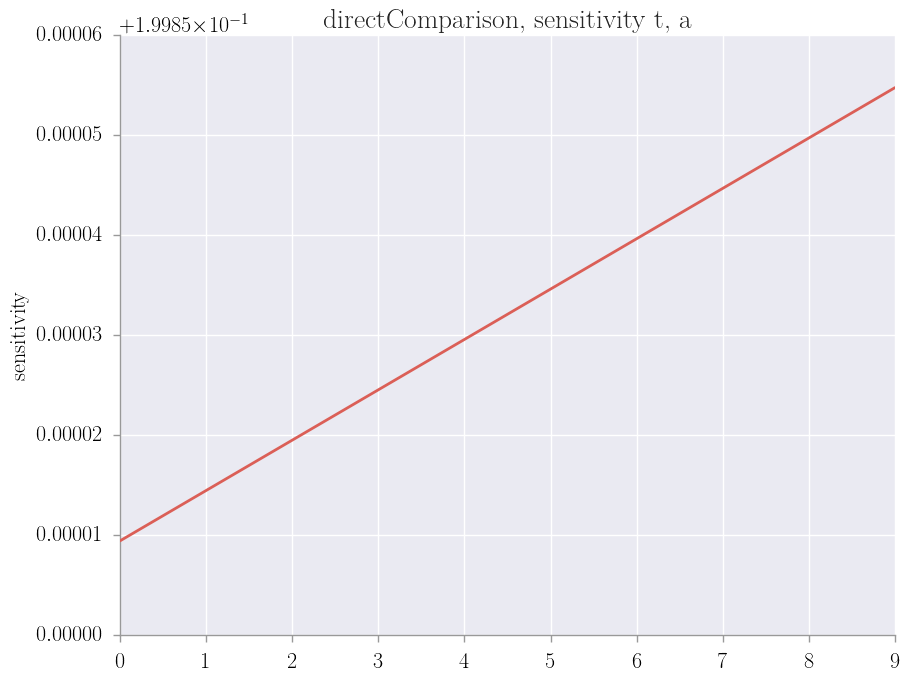 directComparison, sensitivity t, a
+1.9985×10⁻¹
0.00006
0.00005
0.00004
0.00003
0.00002
0.00001
0.00000
sensitivity
0 1 2 3 4 5 6 7 8 9